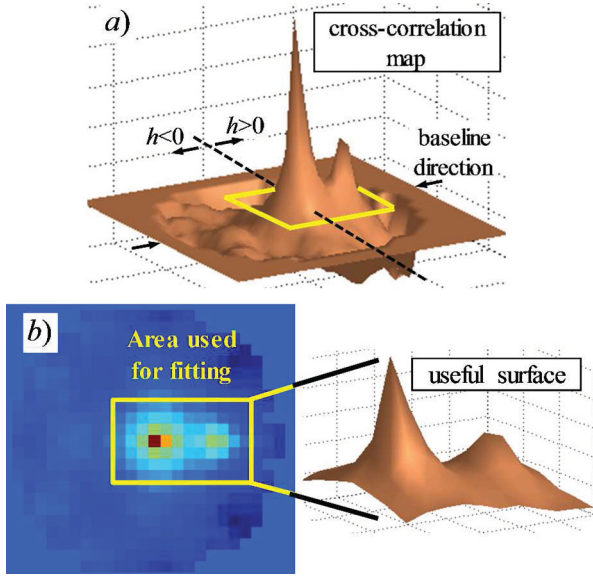 a)
cross-correlation
map
h<0
h>0
baseline
direction
b)
Area used
for fitting
useful surface